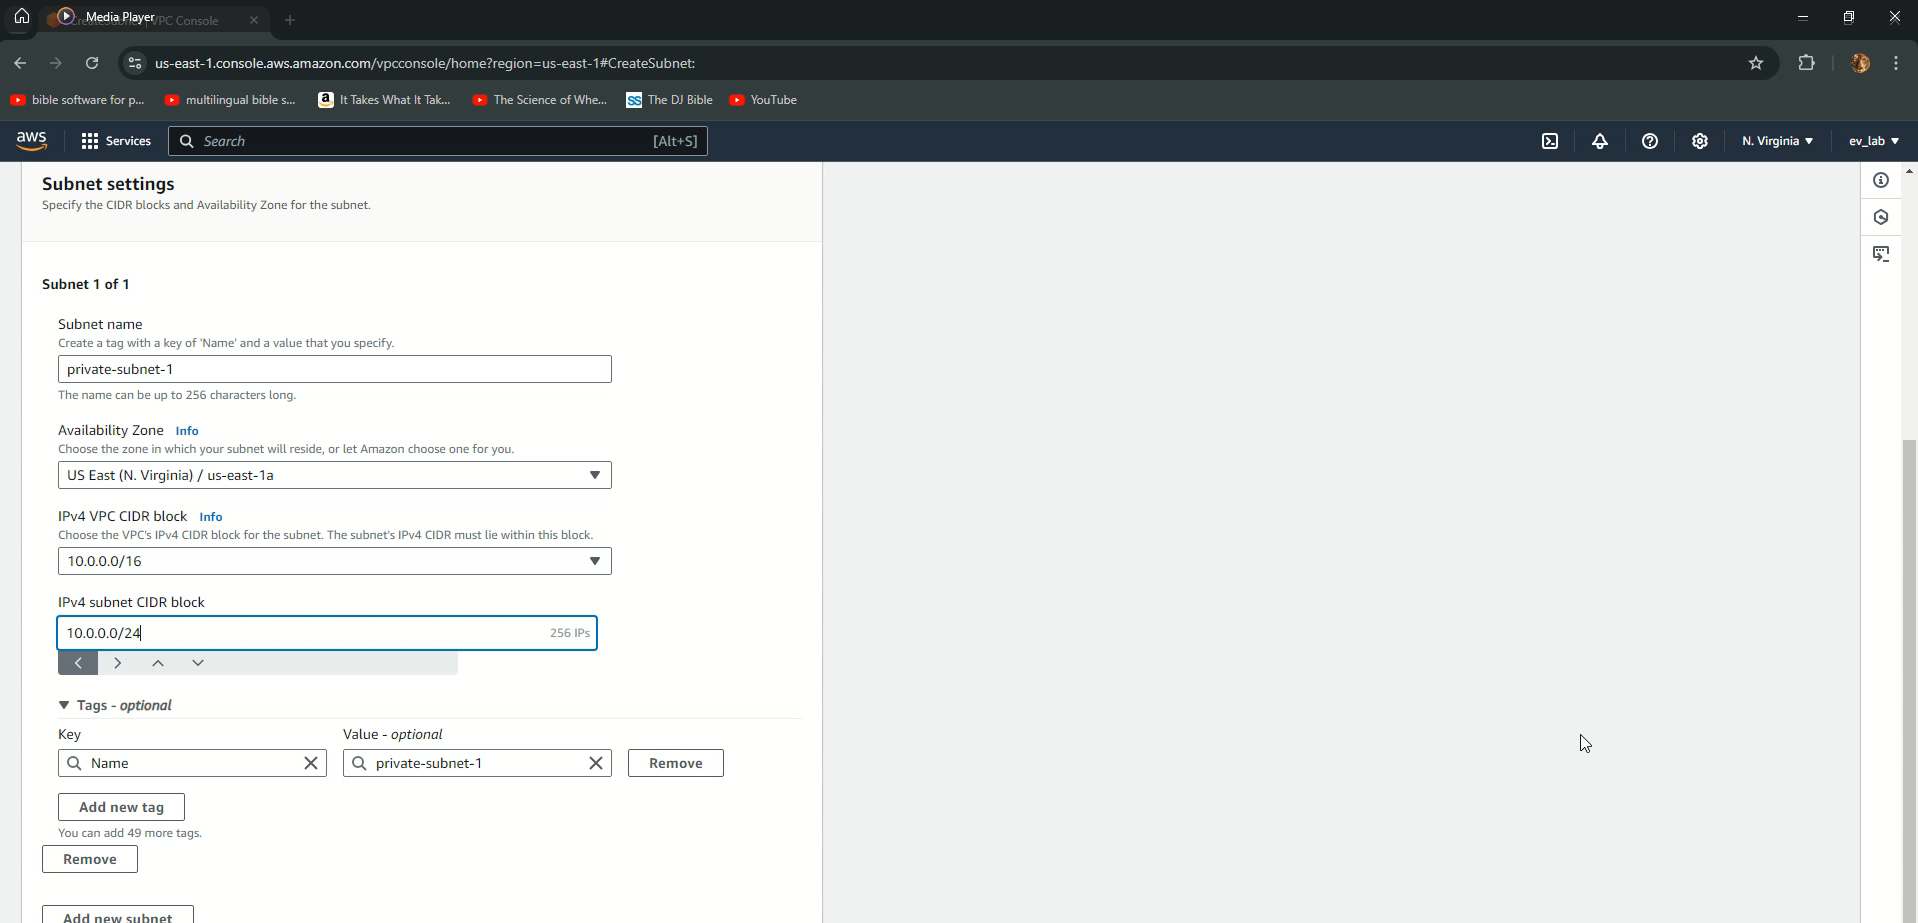 Media Player
VPC Console
us-east-1.console.aws.amazon.com/vpcconsole/home?region=us-east-1#CreateSubnet:
bible software for p...
multilingual bible s...
It Takes What It Tak...
The Science of Whe...
The DJ Bible
YouTube
aws
Services
Search
[Alt+S]
N. Virginia
ev_lab
Subnet settings
Specify the CIDR blocks and Availability Zone for the subnet.
Subnet 1 of 1
Subnet name
Create a tag with a key of 'Name' and a value that you specify.
private-subnet-1
The name can be up to 256 characters long.
Availability Zone Info
Choose the zone in which your subnet will reside, or let Amazon choose one for you.
US East (N. Virginia) / us-east-1a
IPv4 VPC CIDR block Info
Choose the VPC's IPv4 CIDR block for the subnet. The subnet's IPv4 CIDR must lie within this block.
10.0.0.0/16
IPv4 subnet CIDR block
10.0.0.0/24 256 IPs
Tags - optional
Key Value - optional
Name private-subnet-1 Remove
Add new tag
You can add 49 more tags.
Remove
Add new subnet